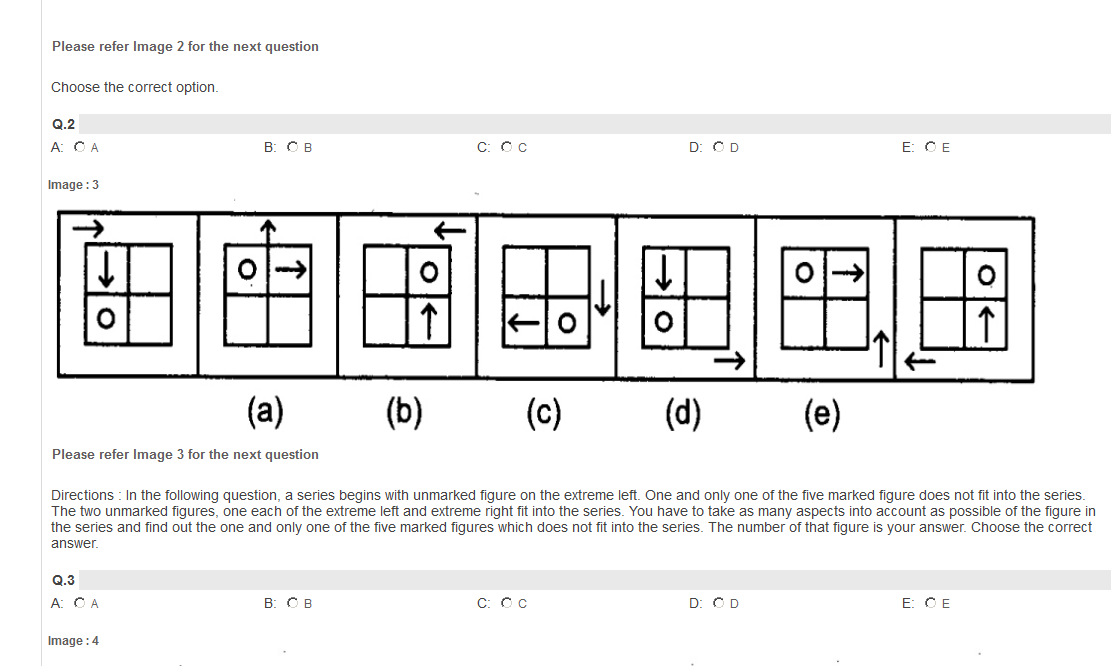 Please refer Image 2 for the next question
Choose the correct option.
Q.2
A: A B: B C: C D: D E: E
Image : 3
(a) (b) (c) (d) (e)
Please refer Image 3 for the next question
Directions : In the following question, a series begins with unmarked figure on the extreme left. One and only one of the five marked figure does not fit into the series.
The two unmarked figures, one each of the extreme left and extreme right fit into the series. You have to take as many aspects into account as possible of the figure in
the series and find out the one and only one of the five marked figures which does not fit into the series. The number of that figure is your answer. Choose the correct
answer.
Q.3
A: A B: B C: C D: D E: E
Image : 4